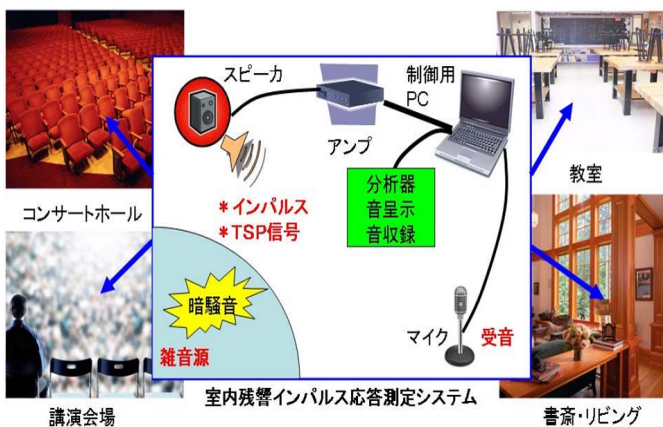 スピーカ
アンプ
制御用
PC
分析器
音呈示
音収録
教室
コンサートホール
*インパルス
*TSP信号
暗騒音
雑音源
マイク
受音
室内残響インパルス応答測定システム
講演会場
書斎・リビング